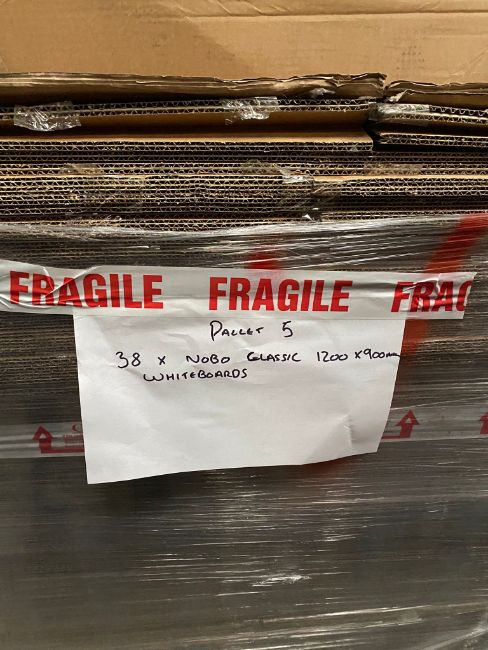 FRAGILE FRAGILE FRAG
PALLET 5
38 x NOBO CLASSIC 1200 x 900mm
WHITEBOARDS